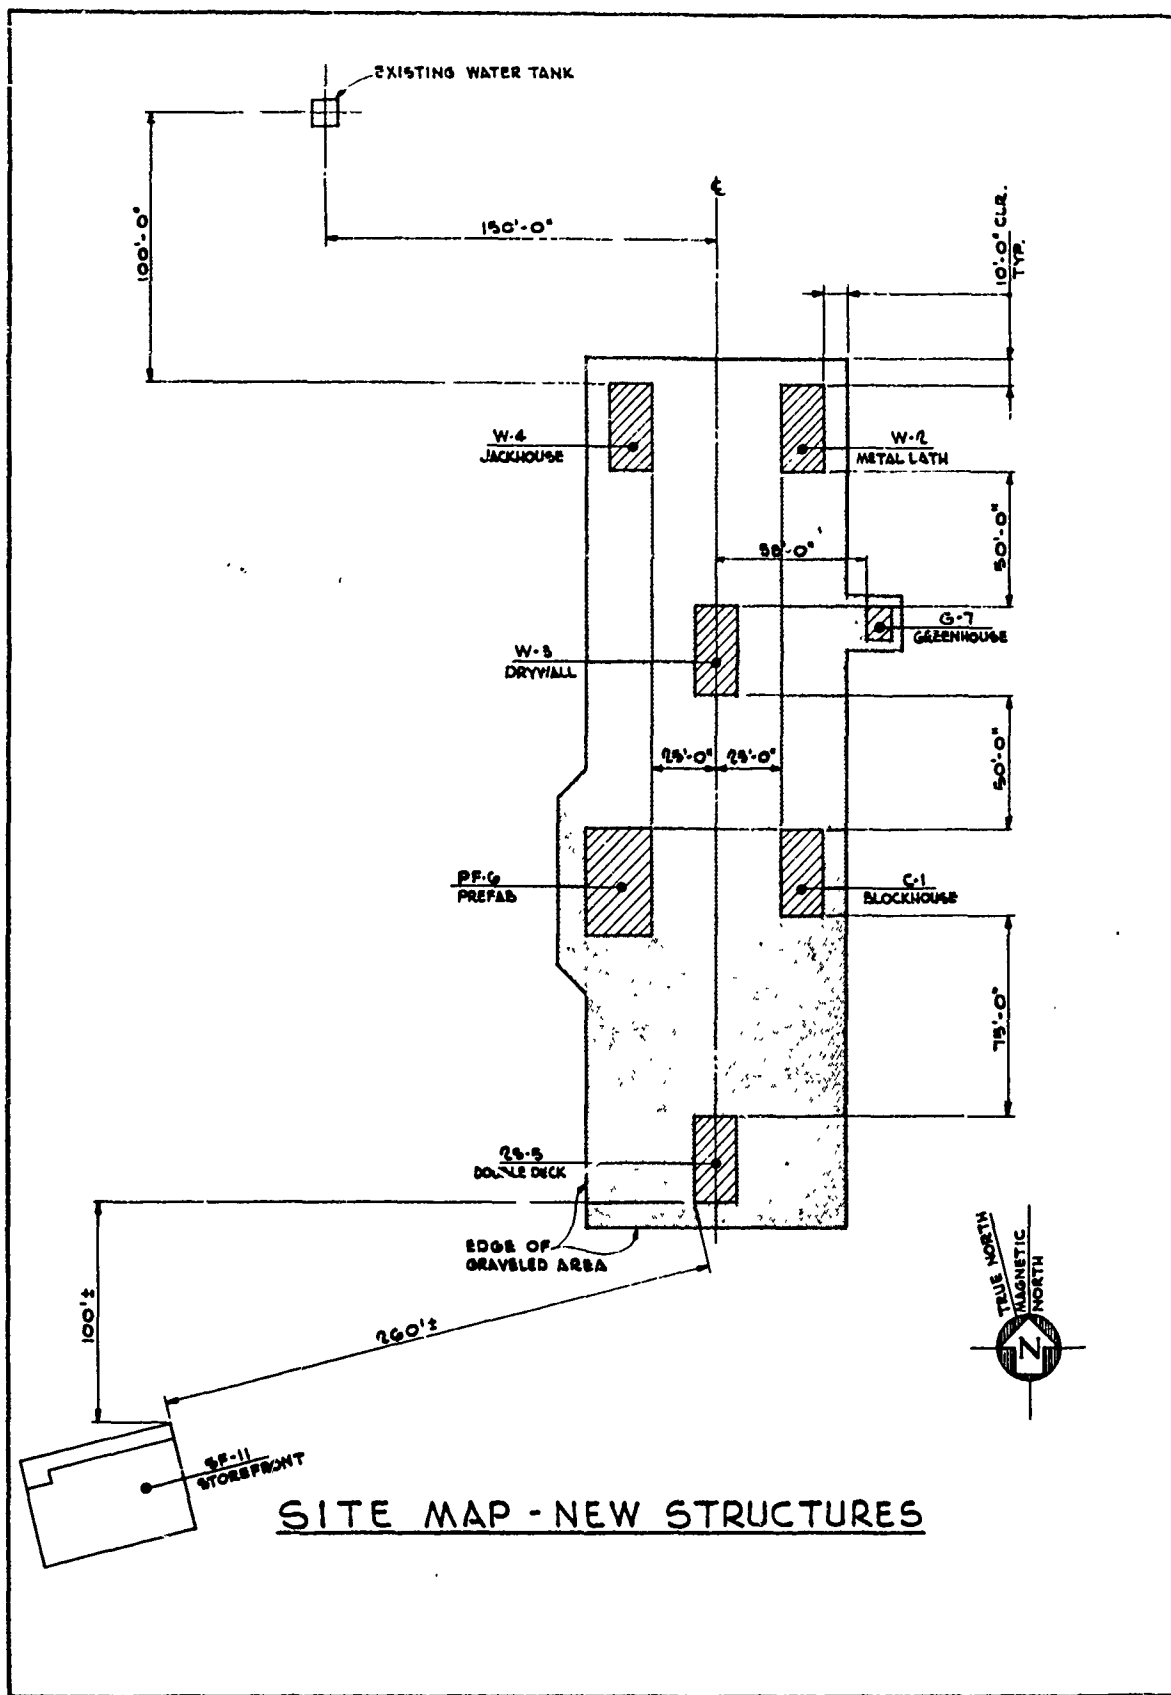 EXISTING WATER TANK
℄
100'-0"
150'-0"
10'-0" CLR.
TYP.
W-4
JACKHOUSE
W-2
METAL LATH
50'-0"
G-7
GREENHOUSE
W-3
DRYWALL
25'-0"
25'-0"
50'-0"
PF-6
PREFAB
C-1
BLOCKHOUSE
75'-0"
DOUBLE DECK
EDGE OF
GRAVELED AREA
TRUE NORTH
MAGNETIC
NORTH
N
100'±
260'±
SF-11
STOREFRONT
SITE MAP - NEW STRUCTURES